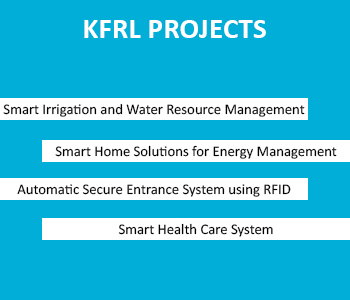 KFRL PROJECTS
Smart Irrigation and Water Resource Management
Smart Home Solutions for Energy Management
Automatic Secure Entrance System using RFID
Smart Health Care System